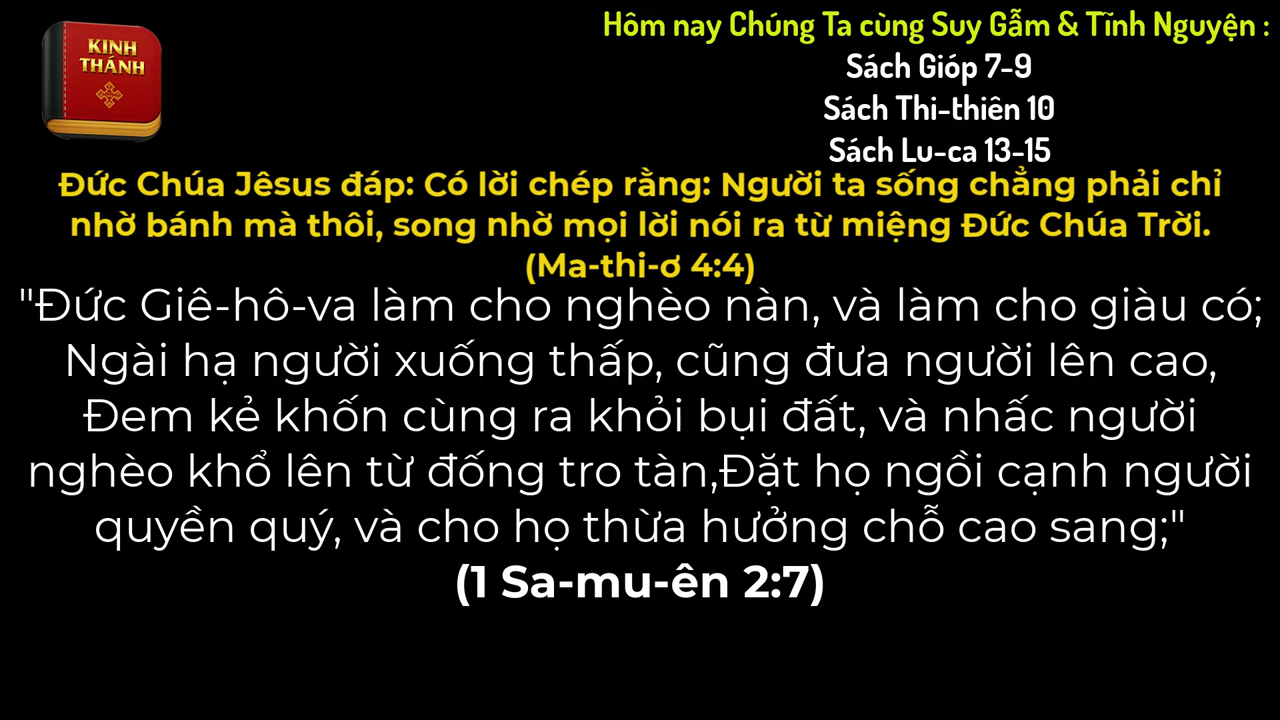 KINH
THÁNH
Hôm nay Chúng Ta cùng Suy Gẫm & Tĩnh Nguyện :
Sách Gióp 7-9
Sách Thi-thiên 10
Sách Lu-ca 13-15
Đức Chúa Jêsus đáp: Có lời chép rằng: Người ta sống chẳng phải chỉ
nhờ bánh mà thôi, song nhờ mọi lời nói ra từ miệng Đức Chúa Trời.
(Ma-thi-ơ 4:4)
"Đức Giê-hô-va làm cho nghèo nàn, và làm cho giàu có;
Ngài hạ người xuống thấp, cũng đưa người lên cao,
Đem kẻ khốn cùng ra khỏi bụi đất, và nhấc người
nghèo khổ lên từ đống tro tàn,Đặt họ ngồi cạnh người
quyền quý, và cho họ thừa hưởng chỗ cao sang;"
(1 Sa-mu-ên 2:7)